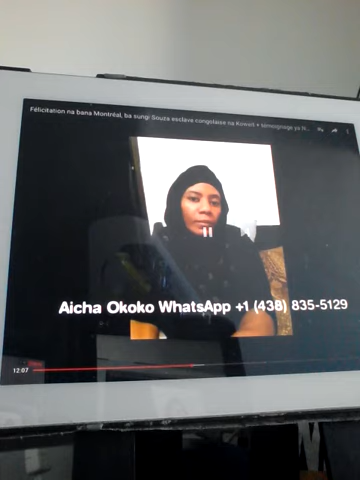 Félicitation na bana Montréal, ba sungi Souza esclave congolaise na Koweit + témoignage ya N...
Aicha Okoko WhatsApp +1 (438) 835-5129
12:07